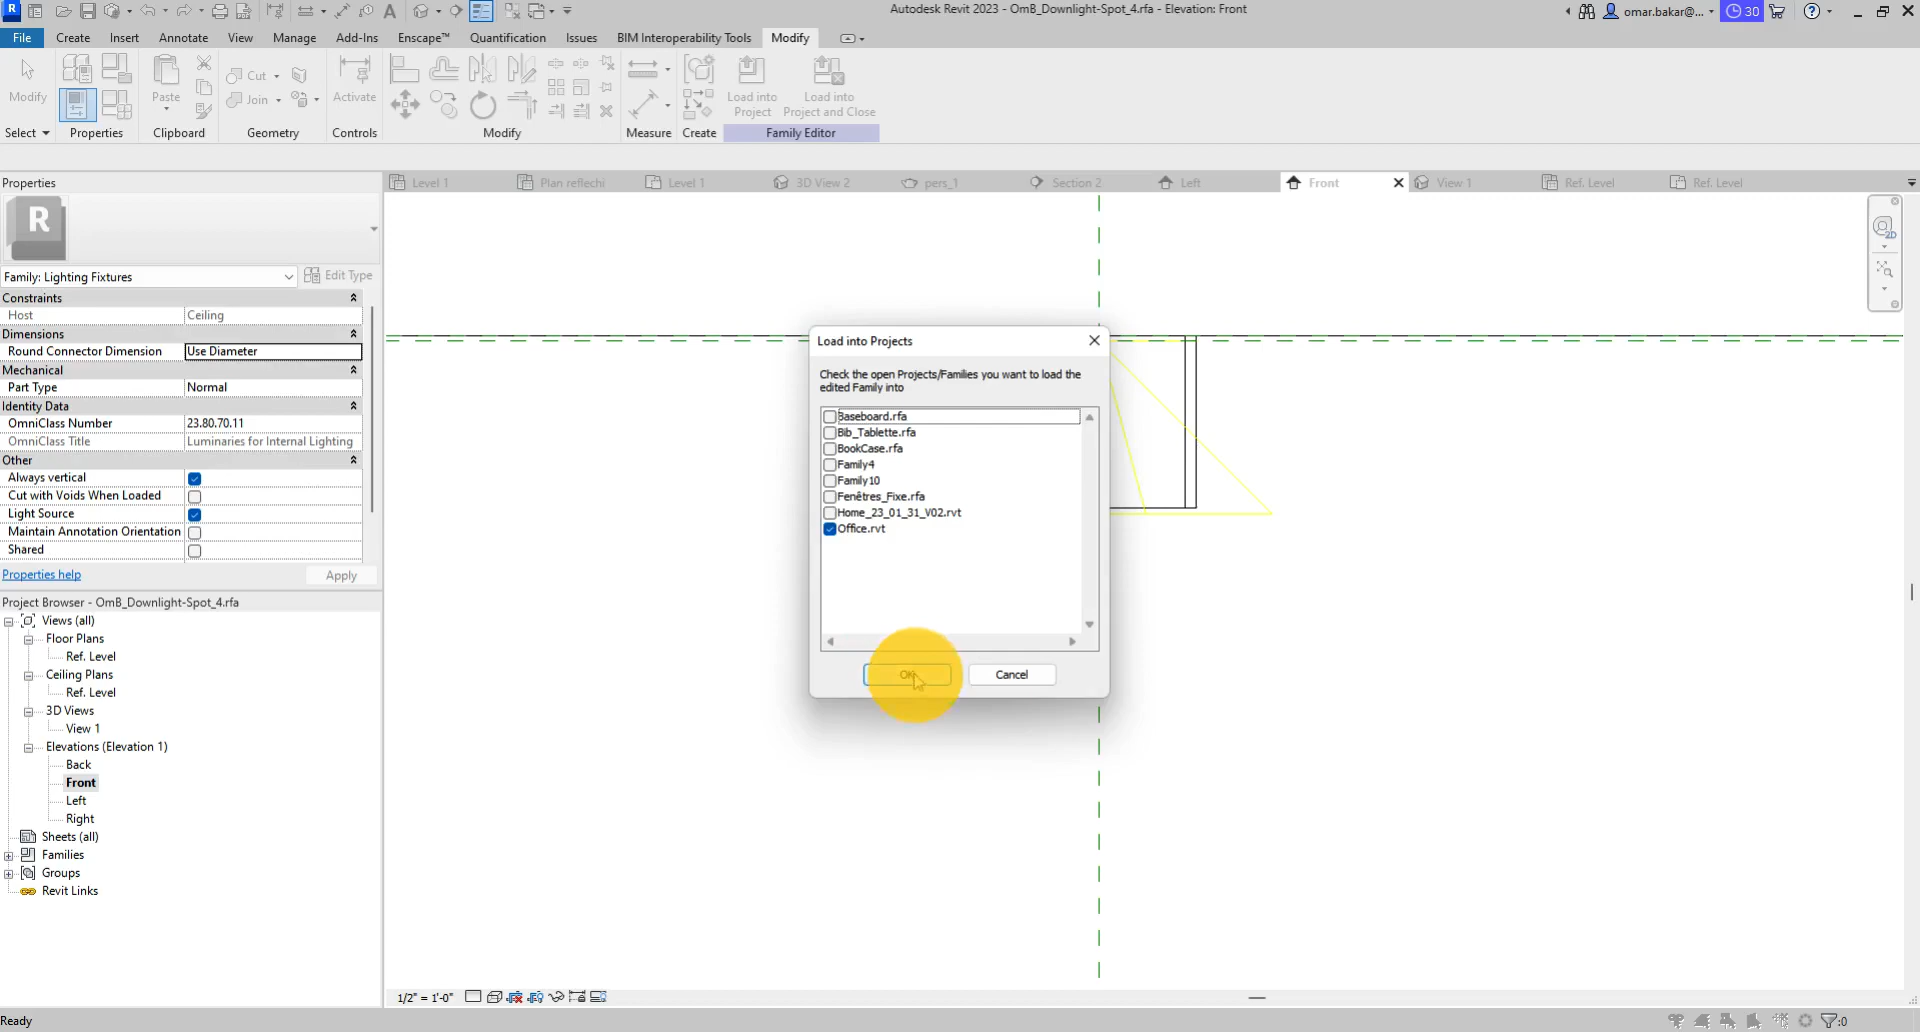 Autodesk Revit 2023 - OmB_Downlight-Spot_4.rfa - Elevation: Front
omar.bakar@...
30
File Create Insert Annotate View Manage Add-Ins Enscape™ Quantification Issues BIM Interoperability Tools Modify
Modify
Paste
Cut
Join
Activate
Load into Project
Load into Project and Close
Select Properties Clipboard Geometry Controls Modify Measure Create Family Editor
Properties
Level 1 Plan reflechi Level 1 3D View 2 pers_1 Section 2 Left Front View 1 Ref. Level Ref. Level
R
2D
Family: Lighting Fixtures Edit Type
Constraints
Host Ceiling
Dimensions
Round Connector Dimension Use Diameter
Mechanical
Part Type Normal
Identity Data
OmniClass Number 23.80.70.11
OmniClass Title Luminaries for Internal Lighting
Other
Always vertical
Cut with Voids When Loaded
Light Source
Maintain Annotation Orientation
Shared
Properties help Apply
Project Browser - OmB_Downlight-Spot_4.rfa
Views (all)
Floor Plans
Ref. Level
Ceiling Plans
Ref. Level
3D Views
View 1
Elevations (Elevation 1)
Back
Front
Left
Right
Sheets (all)
Families
Groups
Revit Links
Load into Projects
Check the open Projects/Families you want to load the
edited Family into
Baseboard.rfa
Bib_Tablette.rfa
BookCase.rfa
Family4
Family10
Fenêtres_Fixe.rfa
Home_23_01_31_V02.rvt
Office.rvt
OK Cancel
1/2" = 1'-0"
Ready
:0